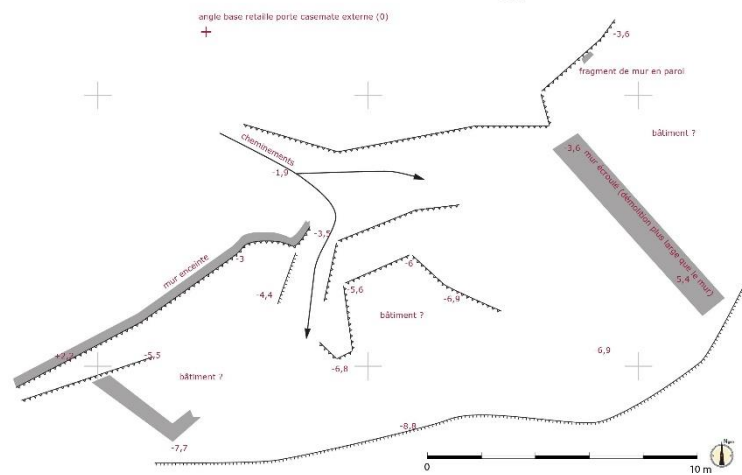 angle base retaille porte casemate externe (0)
-3,6
fragment de mur en paroi
bâtiment ?
cheminements
-1,9
-3,6 mur écroulé (démolition plus large que le mur)
5,4
-3,5
-3
mur enceinte
-4,4
-6
5,6
-6,9
bâtiment ?
+2,2
-5,5
bâtiment ?
-6,8
6,9
-7,7
-8,8
0
10 m